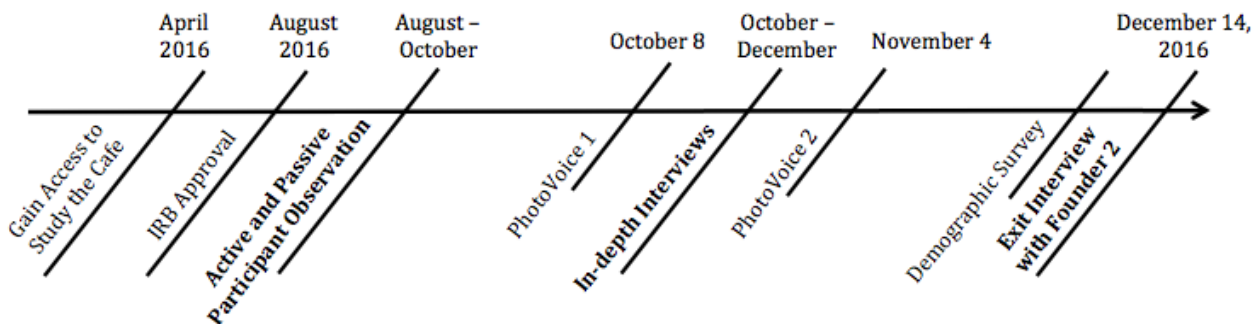 April
2016
August
2016
August –
October
October 8
October –
December
November 4
December 14,
2016
Gain Access to
Study the Cafe
IRB Approval
Active and Passive
Participant Observation
PhotoVoice 1
In-depth Interviews
PhotoVoice 2
Demographic Survey
Exit Interview
with Founder 2